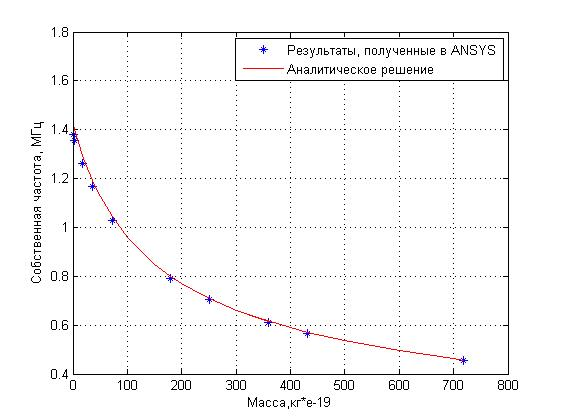 1.8
1.6
1.4
1.2
1
0.8
0.6
0.4
0 100 200 300 400 500 600 700 800
Собственная частота, МГц
Масса,кг*е-19
Результаты, полученные в ANSYS
Аналитическое решение